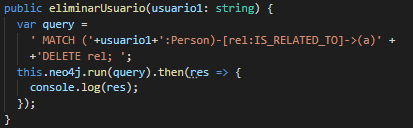 public eliminarUsuario(usuario1: string) {
  var query =
    ' MATCH ('+usuario1+':Person)-[rel:IS_RELATED_TO]->(a)' +
    +'DELETE rel; ';
  this.neo4j.run(query).then(res => {
    console.log(res);
  });
}